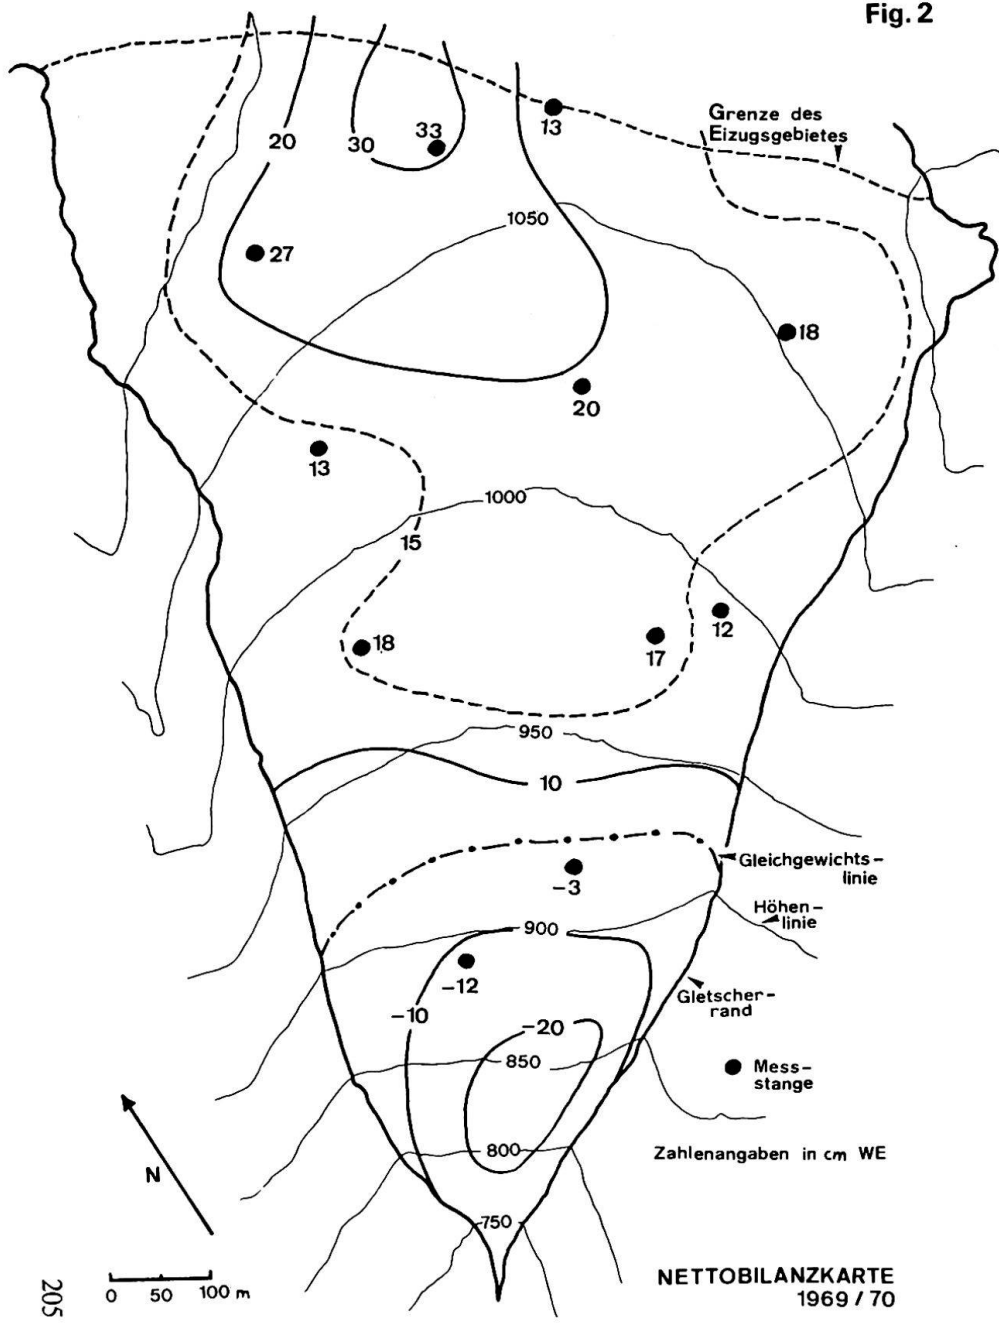 Fig. 2
Grenze des
Eizugsgebietes
20
30
33
13
1050
27
18
20
13
1000
15
18
17
12
950
10
Gleichgewichts-
linie
-3
Höhen-
linie
900
-12
-10
Gletscher-
rand
-20
850
Mess-
stange
800
Zahlenangaben in cm WE
N
750
NETTOBILANZKARTE
1969 / 70
0 50 100 m
205